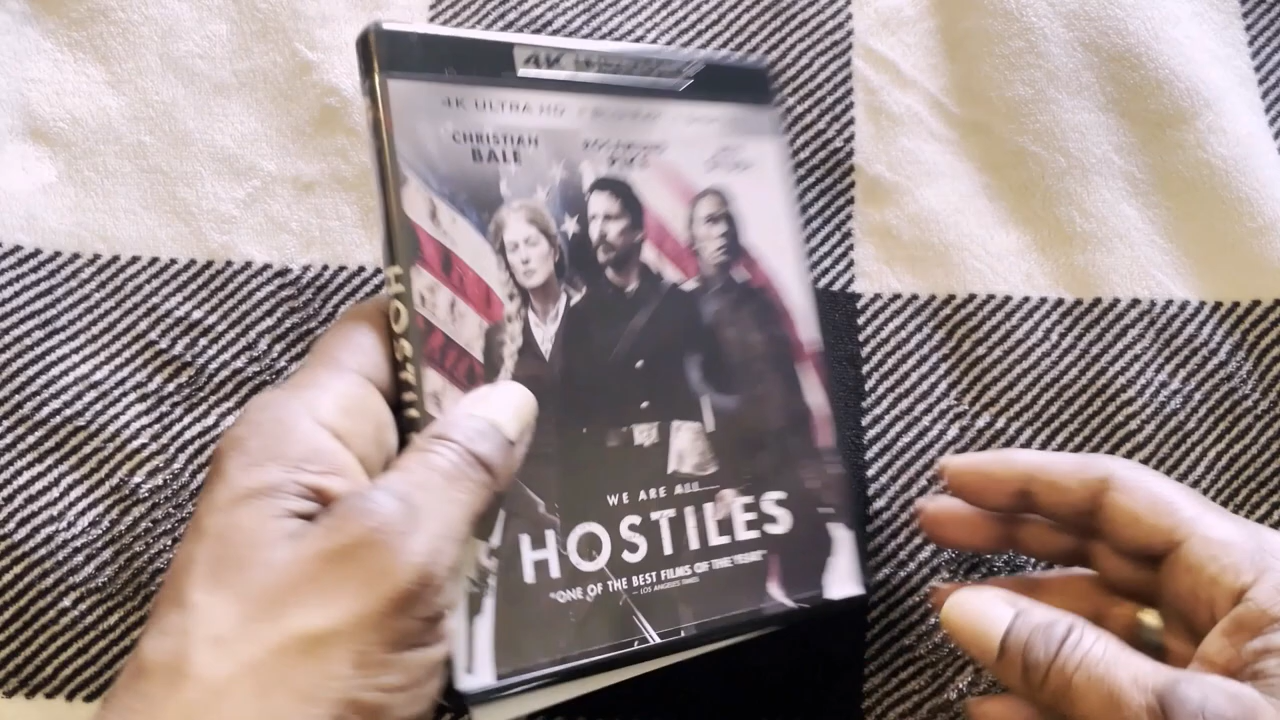 4K
4K ULTRA HD
CHRISTIAN
BALE
HOSTI
WE ARE ALL
HOSTILES
"ONE OF THE BEST FILMS OF THE YEAR"
— LOS ANGELES TIMES